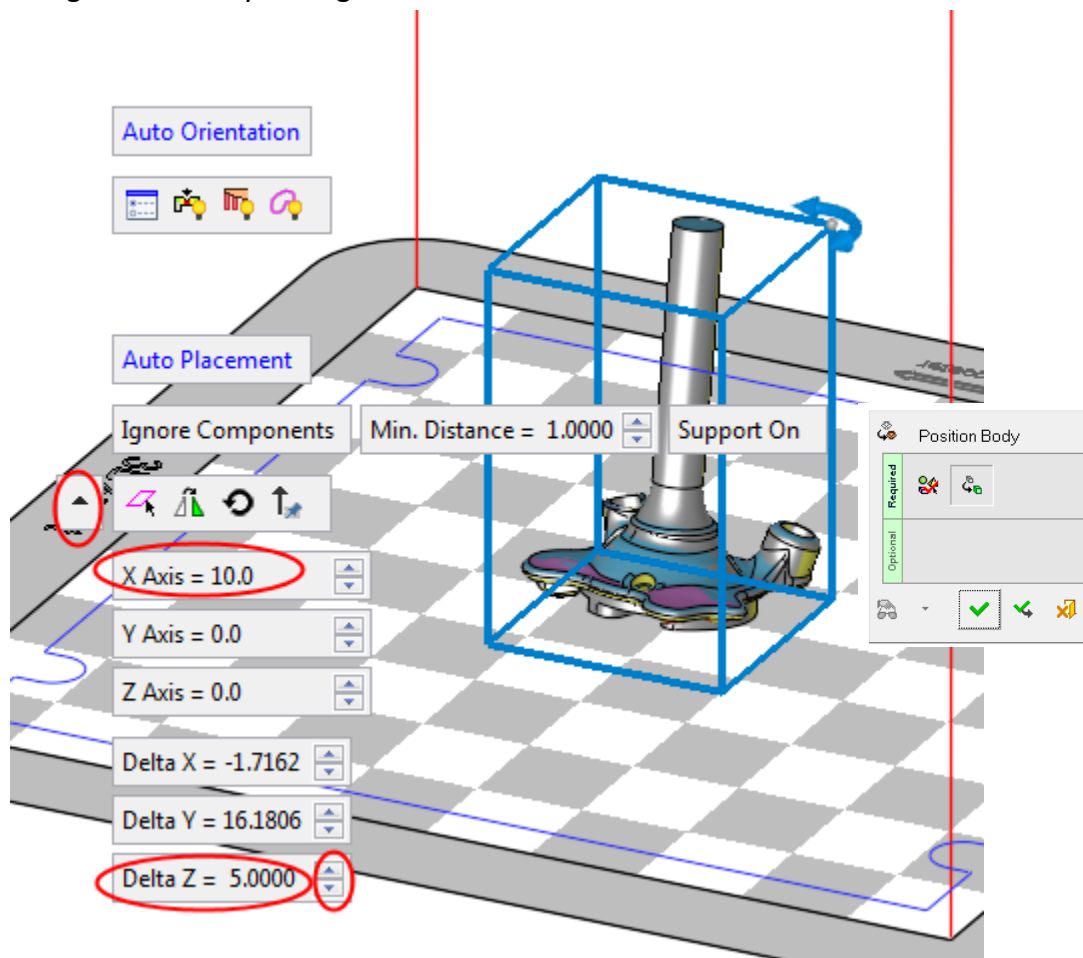 Auto Orientation
Auto Placement
Ignore Components
Min. Distance = 1.0000
Support On
X Axis = 10.0
Y Axis = 0.0
Z Axis = 0.0
Delta X = -1.7162
Delta Y = 16.1806
Delta Z = 5.0000
Position Body
Required
Optional